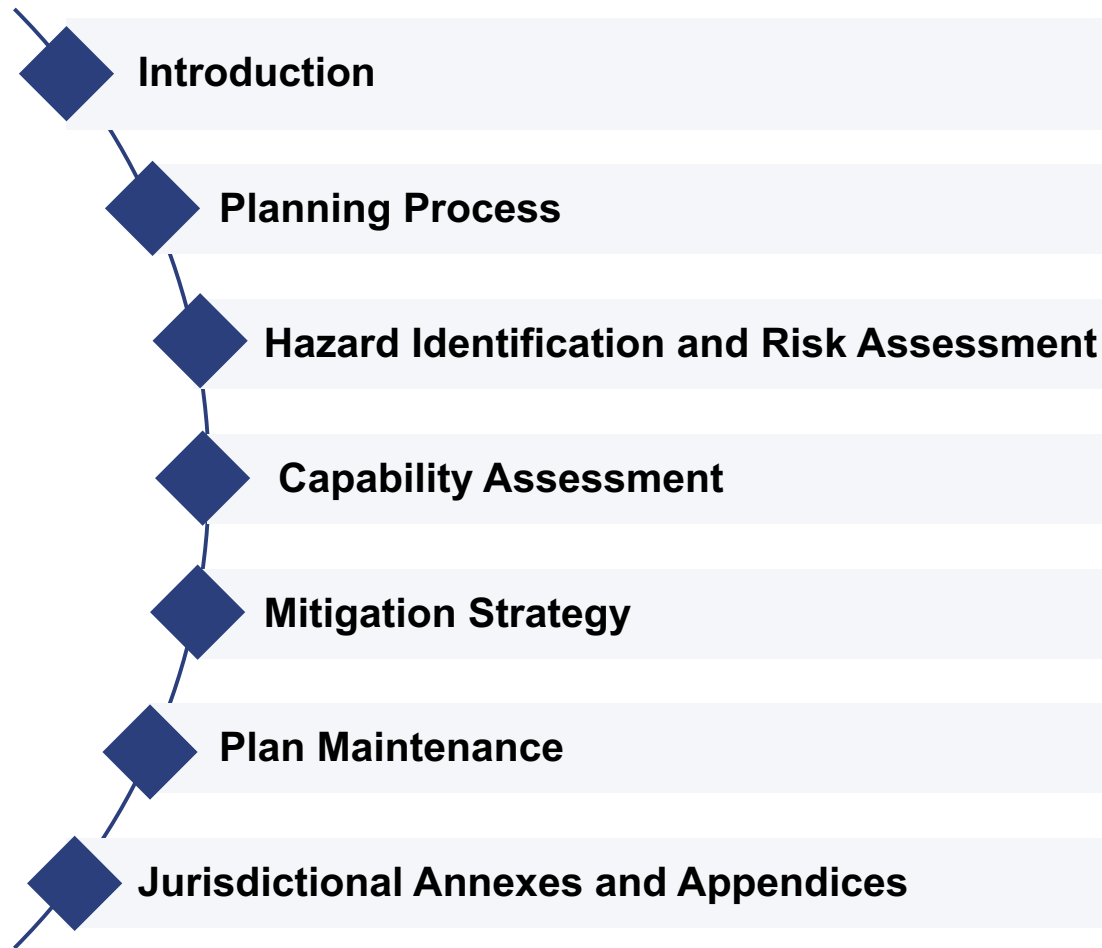 Introduction
Planning Process
Hazard Identification and Risk Assessment
Capability Assessment
Mitigation Strategy
Plan Maintenance
Jurisdictional Annexes and Appendices